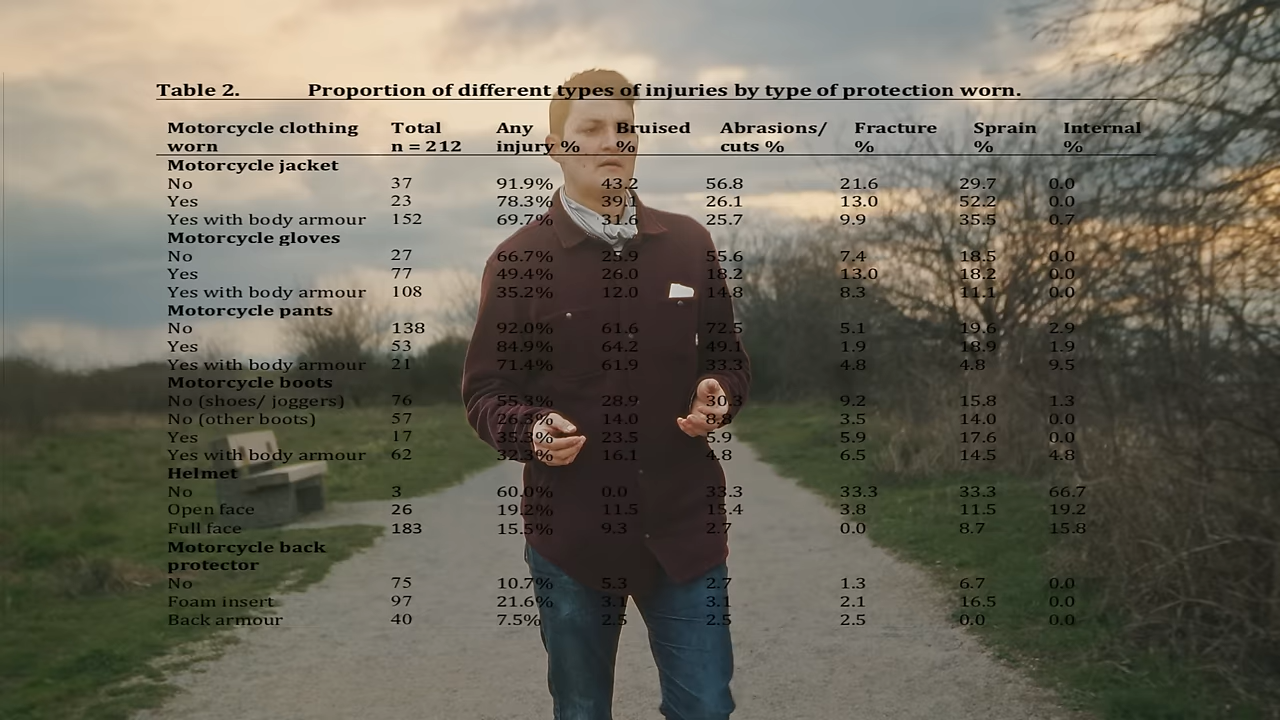 Table 2. Proportion of different types of injuries by type of protection worn.
Motorcycle clothing worn Total n = 212 Any injury % Bruised % Abrasions/ cuts % Fracture % Sprain % Internal %
Motorcycle jacket
No 37 91.9% 43.2 56.8 21.6 29.7 0.0
Yes 23 78.3% 39.1 26.1 13.0 52.2 0.0
Yes with body armour 152 69.7% 31.6 25.7 9.9 35.5 0.7
Motorcycle gloves
No 27 66.7% 25.9 55.6 7.4 18.5 0.0
Yes 77 49.4% 26.0 18.2 13.0 18.2 0.0
Yes with body armour 108 35.2% 12.0 14.8 8.3 11.1 0.0
Motorcycle pants
No 138 92.0% 61.6 72.5 5.1 19.6 2.9
Yes 53 84.9% 64.2 49.1 1.9 18.9 1.9
Yes with body armour 21 71.4% 61.9 33.3 4.8 4.8 9.5
Motorcycle boots
No (shoes/ joggers) 76 55.3% 28.9 30.3 9.2 15.8 1.3
No (other boots) 57 26.3% 14.0 8.8 3.5 14.0 0.0
Yes 17 35.3% 23.5 5.9 5.9 17.6 0.0
Yes with body armour 62 32.3% 16.1 4.8 6.5 14.5 4.8
Helmet
No 3 60.0% 0.0 33.3 33.3 33.3 66.7
Open face 26 19.2% 11.5 15.4 3.8 11.5 19.2
Full face 183 15.5% 9.3 2.7 0.0 8.7 15.8
Motorcycle back
protector
No 75 10.7% 5.3 2.7 1.3 6.7 0.0
Foam insert 97 21.6% 3.1 3.1 2.1 16.5 0.0
Back armour 40 7.5% 2.5 2.5 2.5 0.0 0.0